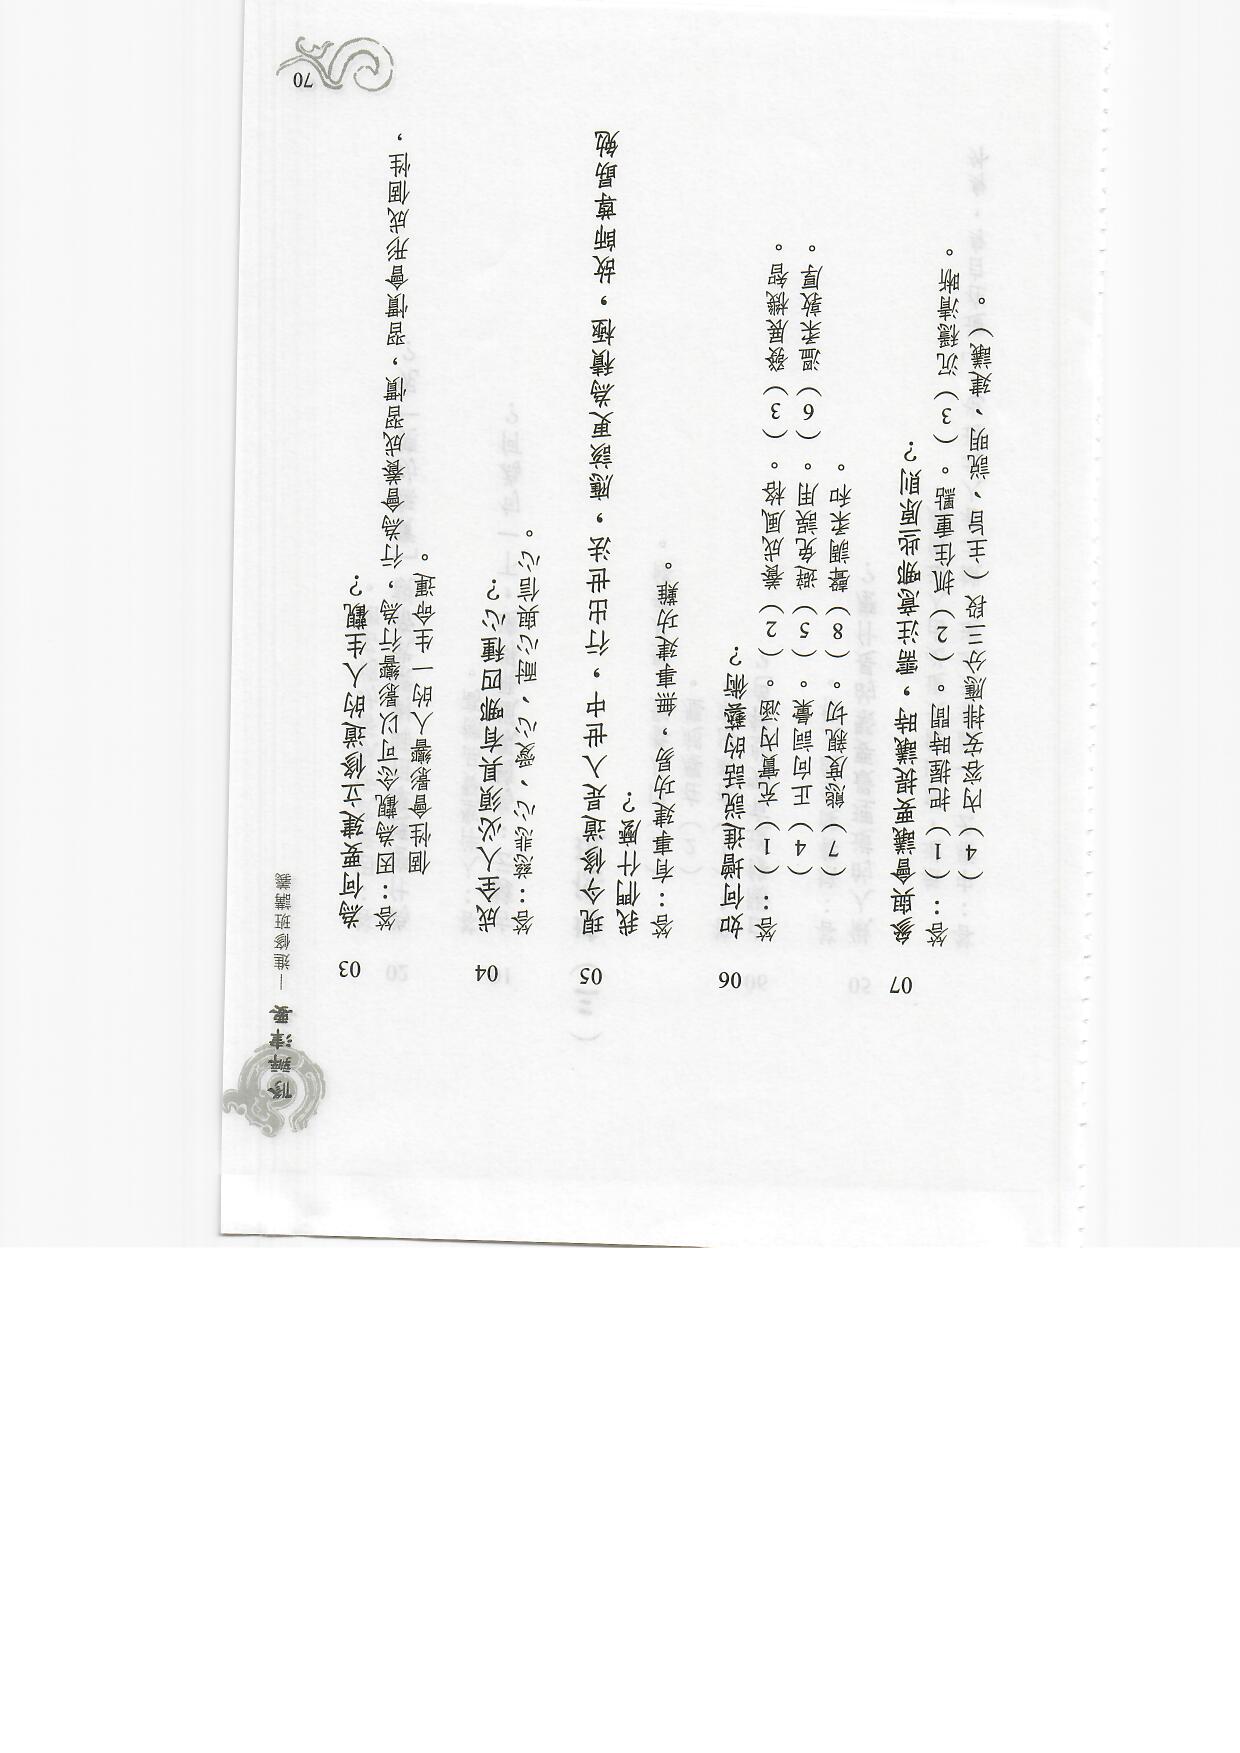 修辦津要 —進修班講義
03 為何要建立修道的人生觀?
答:因為觀念可以影響行為,行為會養成習慣,習慣會形成個性,
個性會影響人的一生命運。
04 成全人必須具有哪四種心?
答:慈悲心、愛心、耐心與信心。
05 現今修道是入世中,行出世法,應該更為積極,故師尊勗勉
我們什麼?
答:有事建功易,無事建功難。
06 如何增進說話的藝術?
答:(1)充實內涵。(2)養成風格。(3)發展機智。
(4)正向詞彙。(5)避免誤用。(6)溫柔敦厚。
(7)態度親切。(8)聲調柔和。
07 參與會議要提議時,需注意哪些原則?
答:(1)把握時間。(2)抓住重點。(3)沉穩清晰。
(4)內容安排應分三段(主旨、說明、建議)。
70